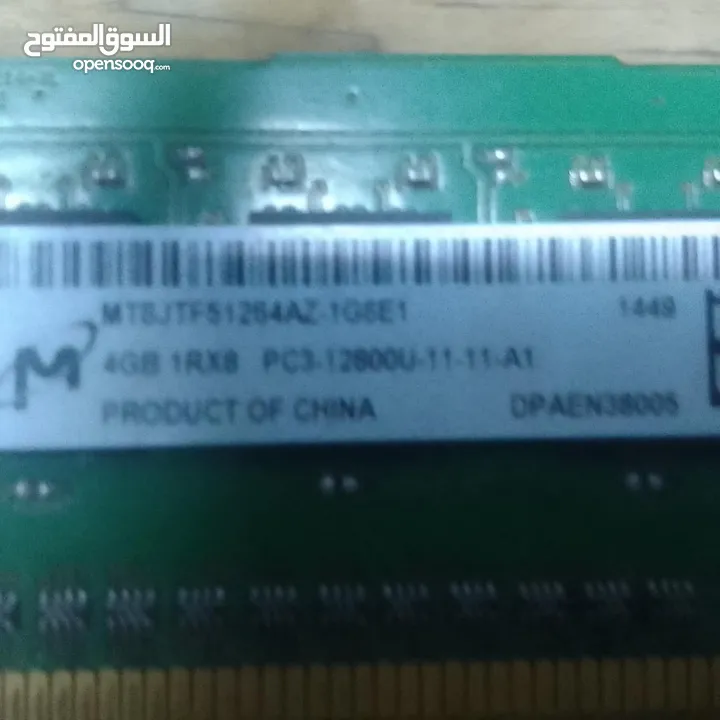 السوق المفتوح
opensooq.com
MT8JTF51264AZ-1G6E1 1449
4GB 1RX8 PC3-12800U-11-11-A1
PRODUCT OF CHINA DPAEN38005